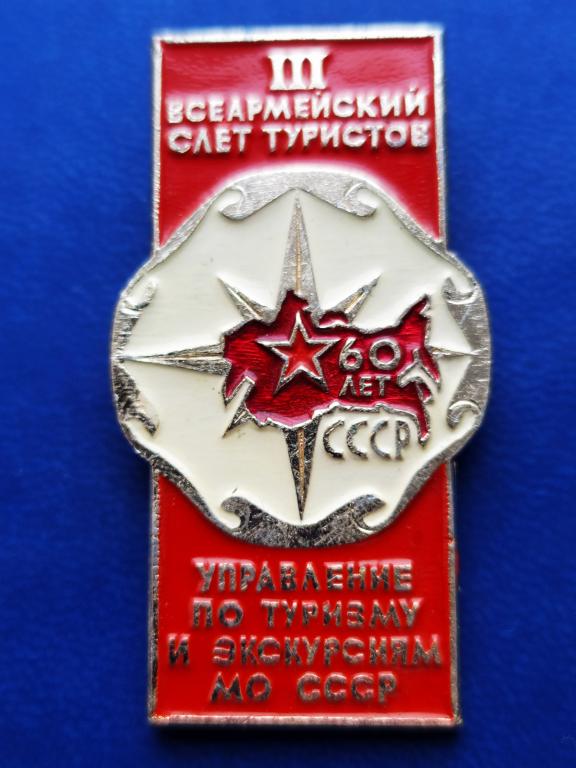 III
ВСЕАРМЕЙСКИЙ
СЛЕТ ТУРИСТОВ
60
ЛЕТ
СССР
УПРАВЛЕНИЕ
ПО ТУРИЗМУ
И ЭКСКУРСИЯМ
МО СССР